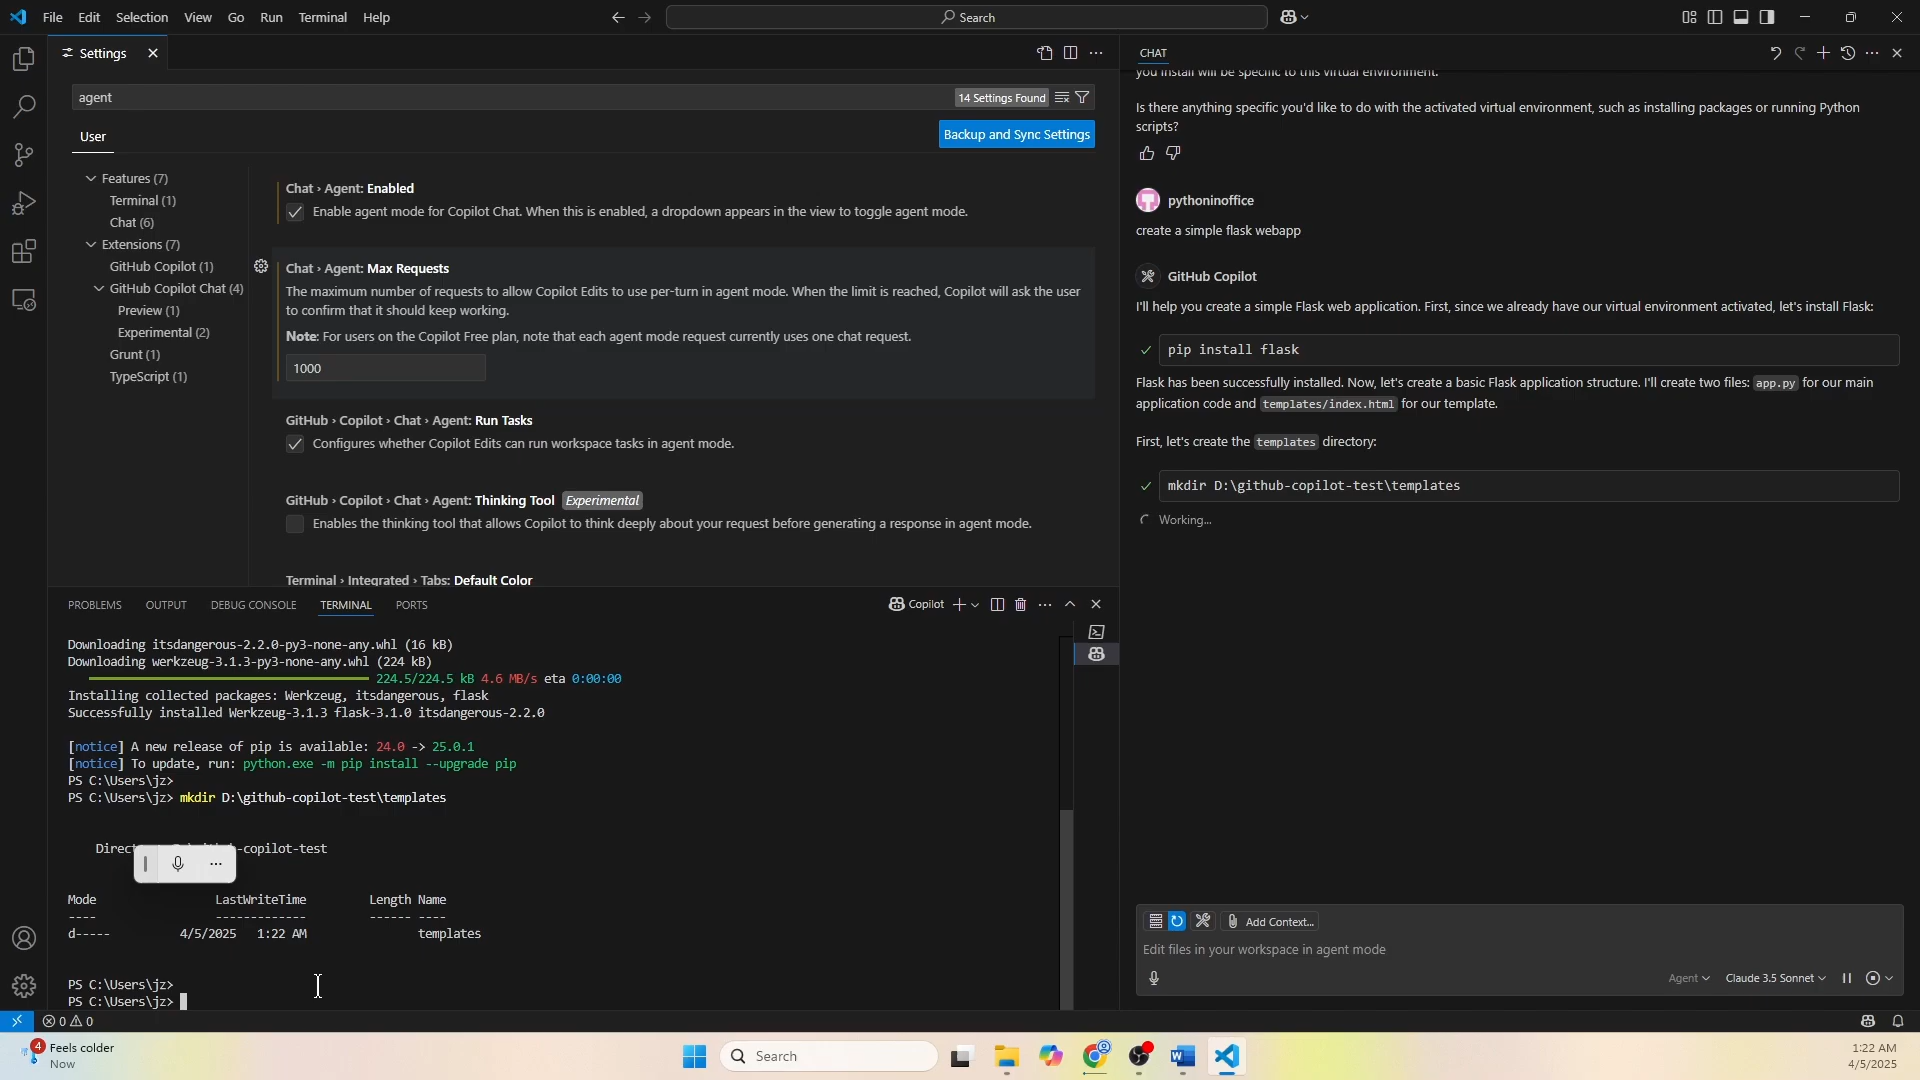 File Edit Selection View Go Run Terminal Help
Search
Settings
CHAT
agent
14 Settings Found
User
Backup and Sync Settings
Features (7)
Terminal (1)
Chat (6)
Extensions (7)
GitHub Copilot (1)
GitHub Copilot Chat (4)
Preview (1)
Experimental (2)
Grunt (1)
TypeScript (1)
Chat › Agent: Enabled
Enable agent mode for Copilot Chat. When this is enabled, a dropdown appears in the view to toggle agent mode.
Chat › Agent: Max Requests
The maximum number of requests to allow Copilot Edits to use per-turn in agent mode. When the limit is reached, Copilot will ask the user
to confirm that it should keep working.
Note: For users on the Copilot Free plan, note that each agent mode request currently uses one chat request.
1000
GitHub › Copilot › Chat › Agent: Run Tasks
Configures whether Copilot Edits can run workspace tasks in agent mode.
GitHub › Copilot › Chat › Agent: Thinking Tool Experimental
Enables the thinking tool that allows Copilot to think deeply about your request before generating a response in agent mode.
Terminal › Integrated › Tabs: Default Color
PROBLEMS OUTPUT DEBUG CONSOLE TERMINAL PORTS
Copilot
Downloading itsdangerous-2.2.0-py3-none-any.whl (16 kB)
Downloading werkzeug-3.1.3-py3-none-any.whl (224 kB)
224.5/224.5 kB 4.6 MB/s eta 0:00:00
Installing collected packages: Werkzeug, itsdangerous, flask
Successfully installed Werkzeug-3.1.3 flask-3.1.0 itsdangerous-2.2.0
[notice] A new release of pip is available: 24.0 -> 25.0.1
[notice] To update, run: python.exe -m pip install --upgrade pip
PS C:\Users\jz>
PS C:\Users\jz> mkdir D:\github-copilot-test\templates
-copilot-test
Mode LastWriteTime Length Name
---- ------------- ------ ----
d----- 4/5/2025 1:22 AM templates
PS C:\Users\jz>
PS C:\Users\jz>
you install will be specific to this virtual environment.
Is there anything specific you'd like to do with the activated virtual environment, such as installing packages or running Python
scripts?
pythoninoffice
create a simple flask webapp
GitHub Copilot
I'll help you create a simple Flask web application. First, since we already have our virtual environment activated, let's install Flask:
pip install flask
Flask has been successfully installed. Now, let's create a basic Flask application structure. I'll create two files: app.py for our main
application code and templates/index.html for our template.
First, let's create the templates directory:
mkdir D:\github-copilot-test\templates
Working...
Add Context...
Edit files in your workspace in agent mode
Agent Claude 3.5 Sonnet
0 0
4 Feels colder
Now
Search
1:22 AM
4/5/2025